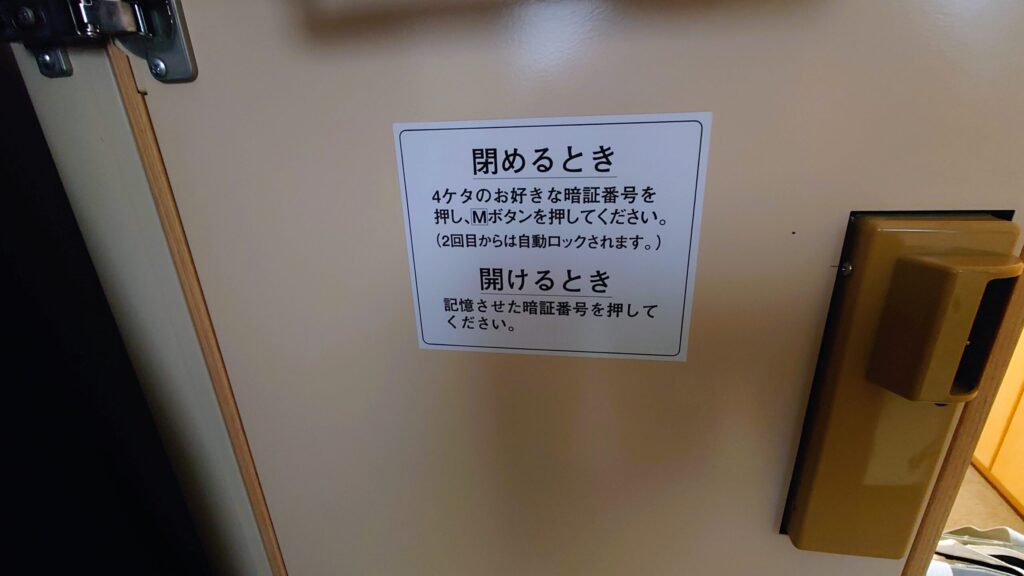 閉めるとき
4ケタのお好きな暗証番号を
押し、Mボタンを押してください。
(2回目からは自動ロックされます。)
開けるとき
記憶させた暗証番号を押して
ください。